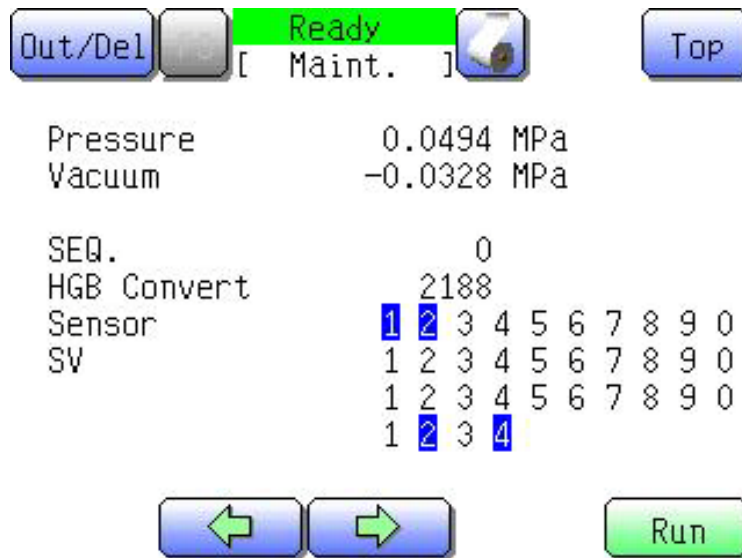 Out/Del
Ready
[ Maint. ]
Top
Pressure 0.0494 MPa
Vacuum -0.0328 MPa
SEQ. 0
HGB Convert 2188
Sensor 1 2 3 4 5 6 7 8 9 0
SV 1 2 3 4 5 6 7 8 9 0
1 2 3 4 5 6 7 8 9 0
1 2 3 4
Run